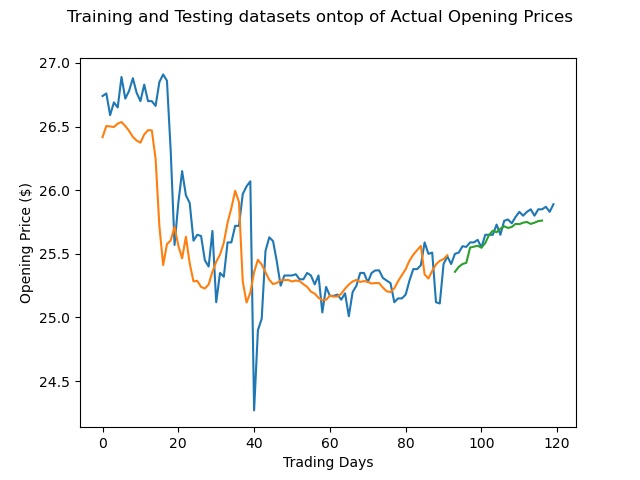 Training and Testing datasets ontop of Actual Opening Prices
27.0
26.5
26.0
25.5
25.0
24.5
Opening Price ($)
0 20 40 60 80 100 120
Trading Days